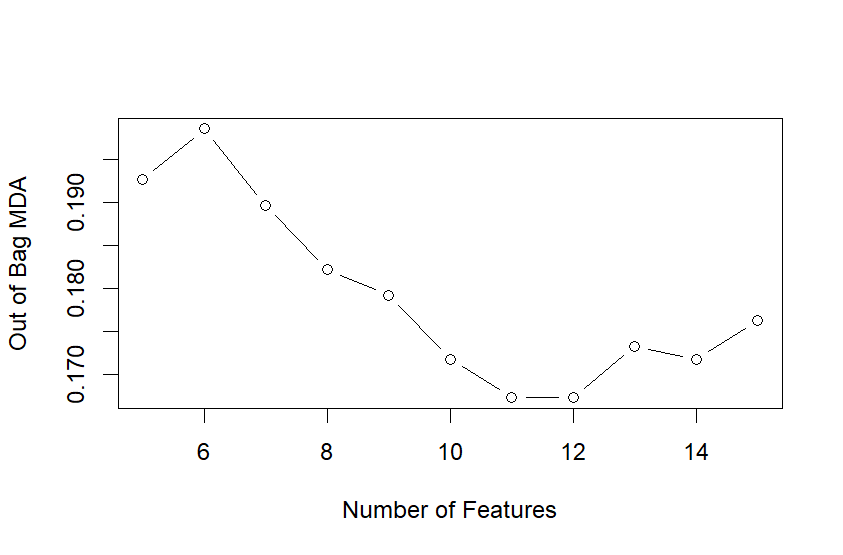 Out of Bag MDA
0.190
0.180
0.170
6 8 10 12 14
Number of Features